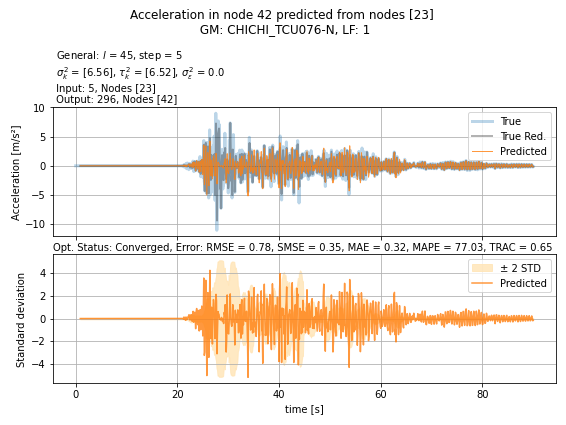 Acceleration in node 42 predicted from nodes [23]
GM: CHICHI_TCU076-N, LF: 1
General: l = 45, step = 5
σ²ₖ = [6.56], τ²ₖ = [6.52], σ²ε = 0.0
Input: 5, Nodes [23]
Output: 296, Nodes [42]
10
5
0
−5
−10
Acceleration [m/s²]
True
True Red.
Predicted
Opt. Status: Converged, Error: RMSE = 0.78, SMSE = 0.35, MAE = 0.32, MAPE = 77.03, TRAC = 0.65
4
2
0
−2
−4
Standard deviation
± 2 STD
Predicted
0 20 40 60 80
time [s]